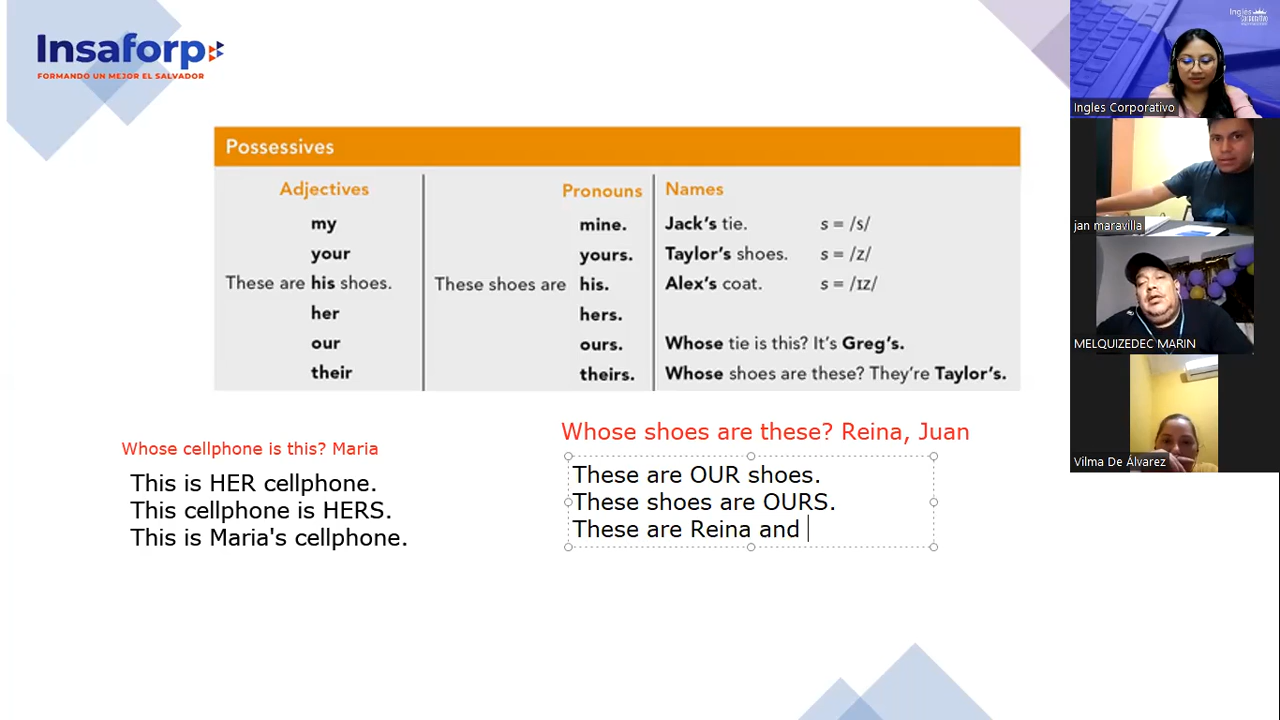 Insaforp
FORMANDO UN MEJOR EL SALVADOR
Possessives
Adjectives
my
your
These are his shoes.
her
our
their
Pronouns
mine.
yours.
These shoes are his.
hers.
ours.
theirs.
Names
Jack's tie. s = /s/
Taylor's shoes. s = /z/
Alex's coat. s = /ɪz/
Whose tie is this? It's Greg's.
Whose shoes are these? They're Taylor's.
Whose cellphone is this? Maria
This is HER cellphone.
This cellphone is HERS.
This is Maria's cellphone.
Whose shoes are these? Reina, Juan
These are OUR shoes.
These shoes are OURS.
These are Reina and
Ingles Corporativo
jan maravilla
MELQUIZEDEC MARIN
Vilma De Álvarez